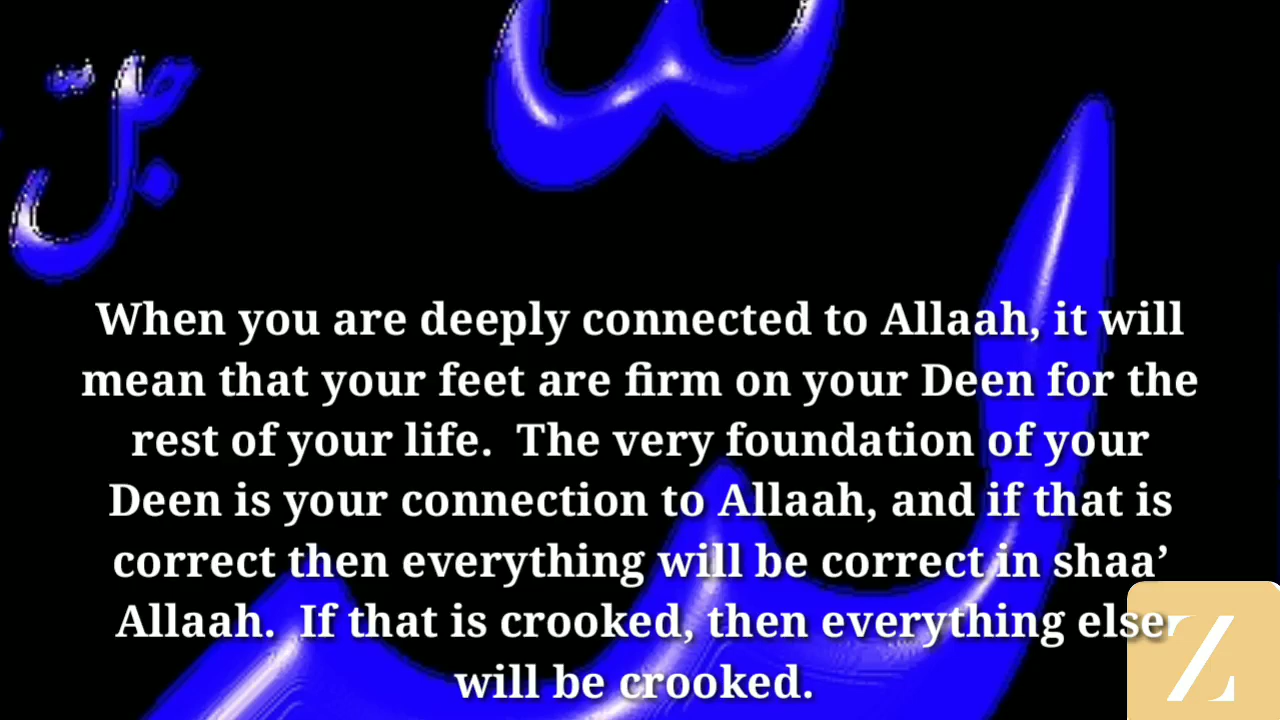 جل
When you are deeply connected to Allaah, it will
mean that your feet are firm on your Deen for the
rest of your life.  The very foundation of your
Deen is your connection to Allaah, and if that is
correct then everything will be correct in shaa’
Allaah.  If that is crooked, then everything else
will be crooked.
Z